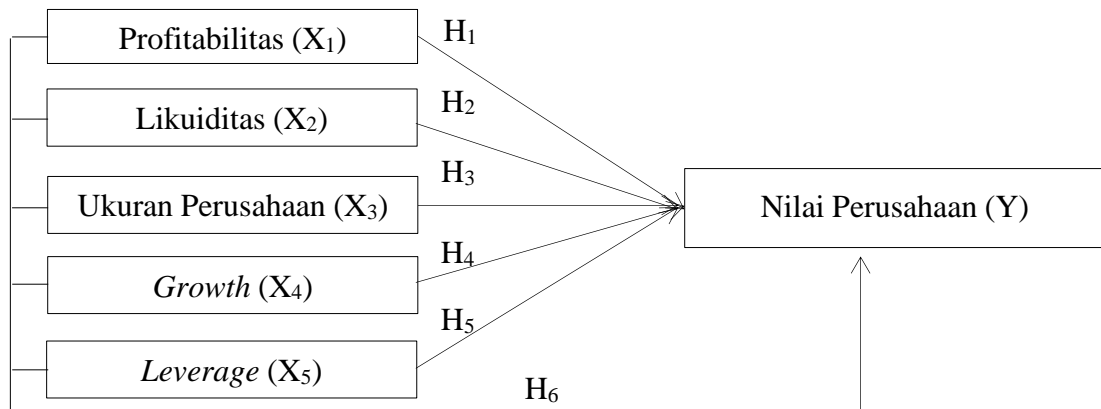 Profitabilitas (X₁)
H₁
Likuiditas (X₂)
H₂
Ukuran Perusahaan (X₃)
H₃
Nilai Perusahaan (Y)
Growth (X₄)
H₄
Leverage (X₅)
H₅
H₆